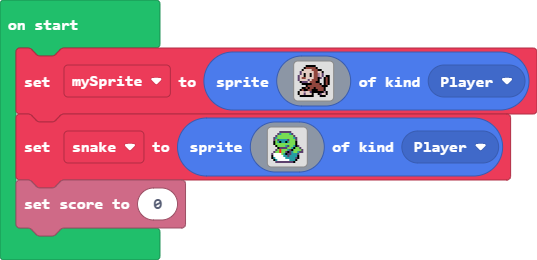 on start
set mySprite to sprite of kind Player
set snake to sprite of kind Player
set score to 0